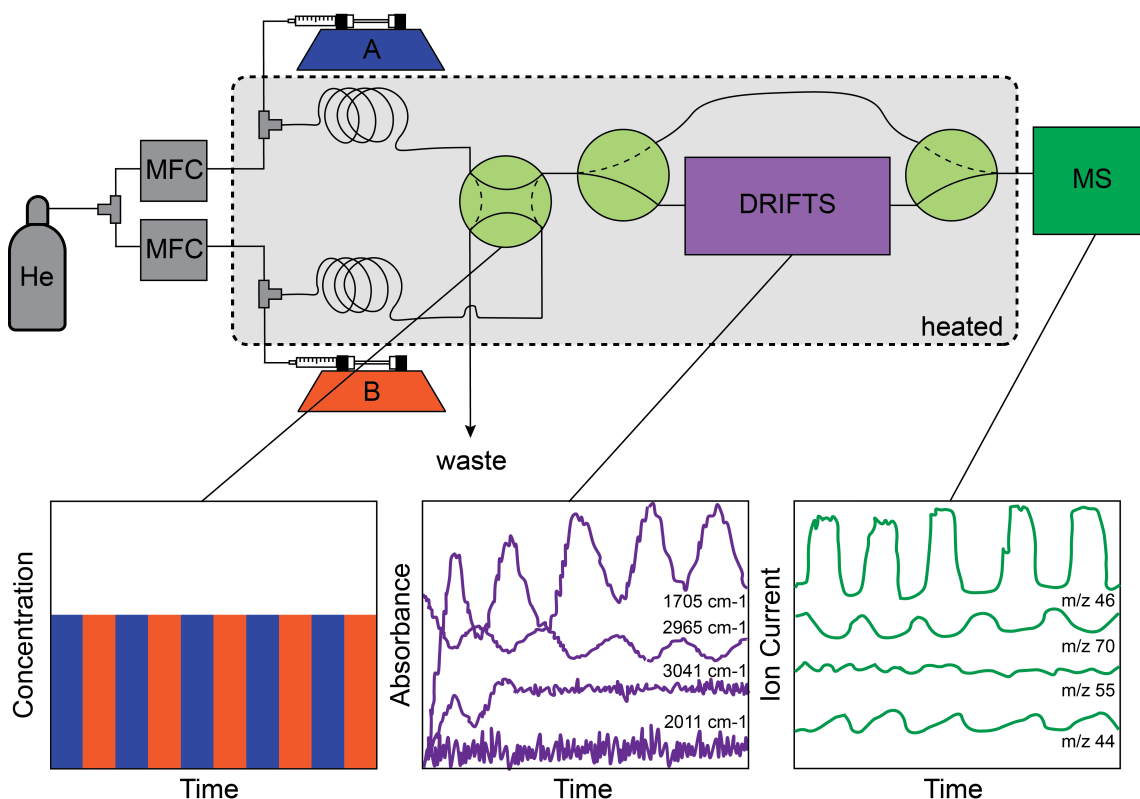 A
MFC
MFC
He
DRIFTS
MS
heated
B
waste
Concentration
Time
Absorbance
1705 cm-1
2965 cm-1
3041 cm-1
2011 cm-1
Time
Ion Current
m/z 46
m/z 70
m/z 55
m/z 44
Time